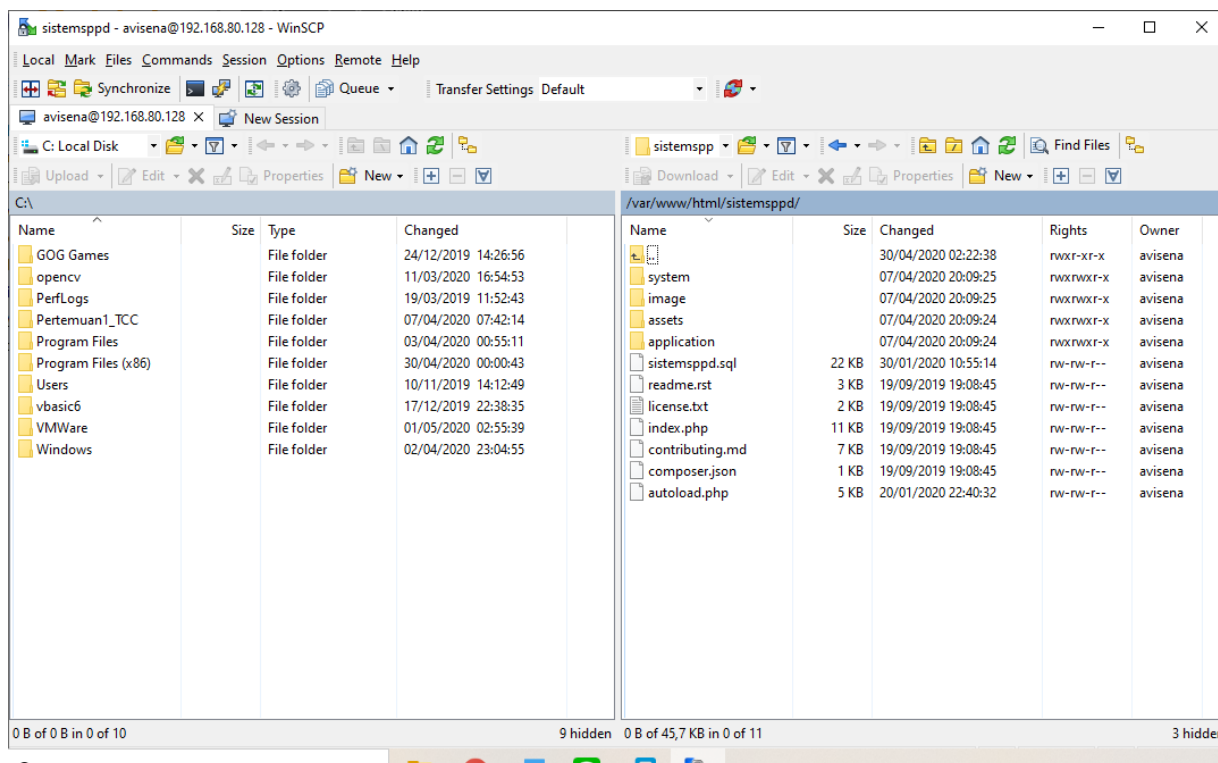 sistemsppd - avisena@192.168.80.128 - WinSCP
Local Mark Files Commands Session Options Remote Help
Synchronize Queue Transfer Settings Default
avisena@192.168.80.128 New Session
C: Local Disk sistemspp Find Files
Upload Edit Properties New Download Edit Properties New
C:\ /var/www/html/sistemsppd/
Name Size Type Changed Name Size Changed Rights Owner
GOG Games File folder 24/12/2019 14:26:56 .. 30/04/2020 02:22:38 rwxr-xr-x avisena
opencv File folder 11/03/2020 16:54:53 system 07/04/2020 20:09:25 rwxrwxr-x avisena
PerfLogs File folder 19/03/2019 11:52:43 image 07/04/2020 20:09:25 rwxrwxr-x avisena
Pertemuan1_TCC File folder 07/04/2020 07:42:14 assets 07/04/2020 20:09:24 rwxrwxr-x avisena
Program Files File folder 03/04/2020 00:55:11 application 07/04/2020 20:09:24 rwxrwxr-x avisena
Program Files (x86) File folder 30/04/2020 00:00:43 sistemsppd.sql 22 KB 30/01/2020 10:55:14 rw-rw-r-- avisena
Users File folder 10/11/2019 14:12:49 readme.rst 3 KB 19/09/2019 19:08:45 rw-rw-r-- avisena
vbasic6 File folder 17/12/2019 22:38:35 license.txt 2 KB 19/09/2019 19:08:45 rw-rw-r-- avisena
VMWare File folder 01/05/2020 02:55:39 index.php 11 KB 19/09/2019 19:08:45 rw-rw-r-- avisena
Windows File folder 02/04/2020 23:04:55 contributing.md 7 KB 19/09/2019 19:08:45 rw-rw-r-- avisena
composer.json 1 KB 19/09/2019 19:08:45 rw-rw-r-- avisena
autoload.php 5 KB 20/01/2020 22:40:32 rw-rw-r-- avisena
0 B of 0 B in 0 of 10 9 hidden 0 B of 45,7 KB in 0 of 11 3 hidde